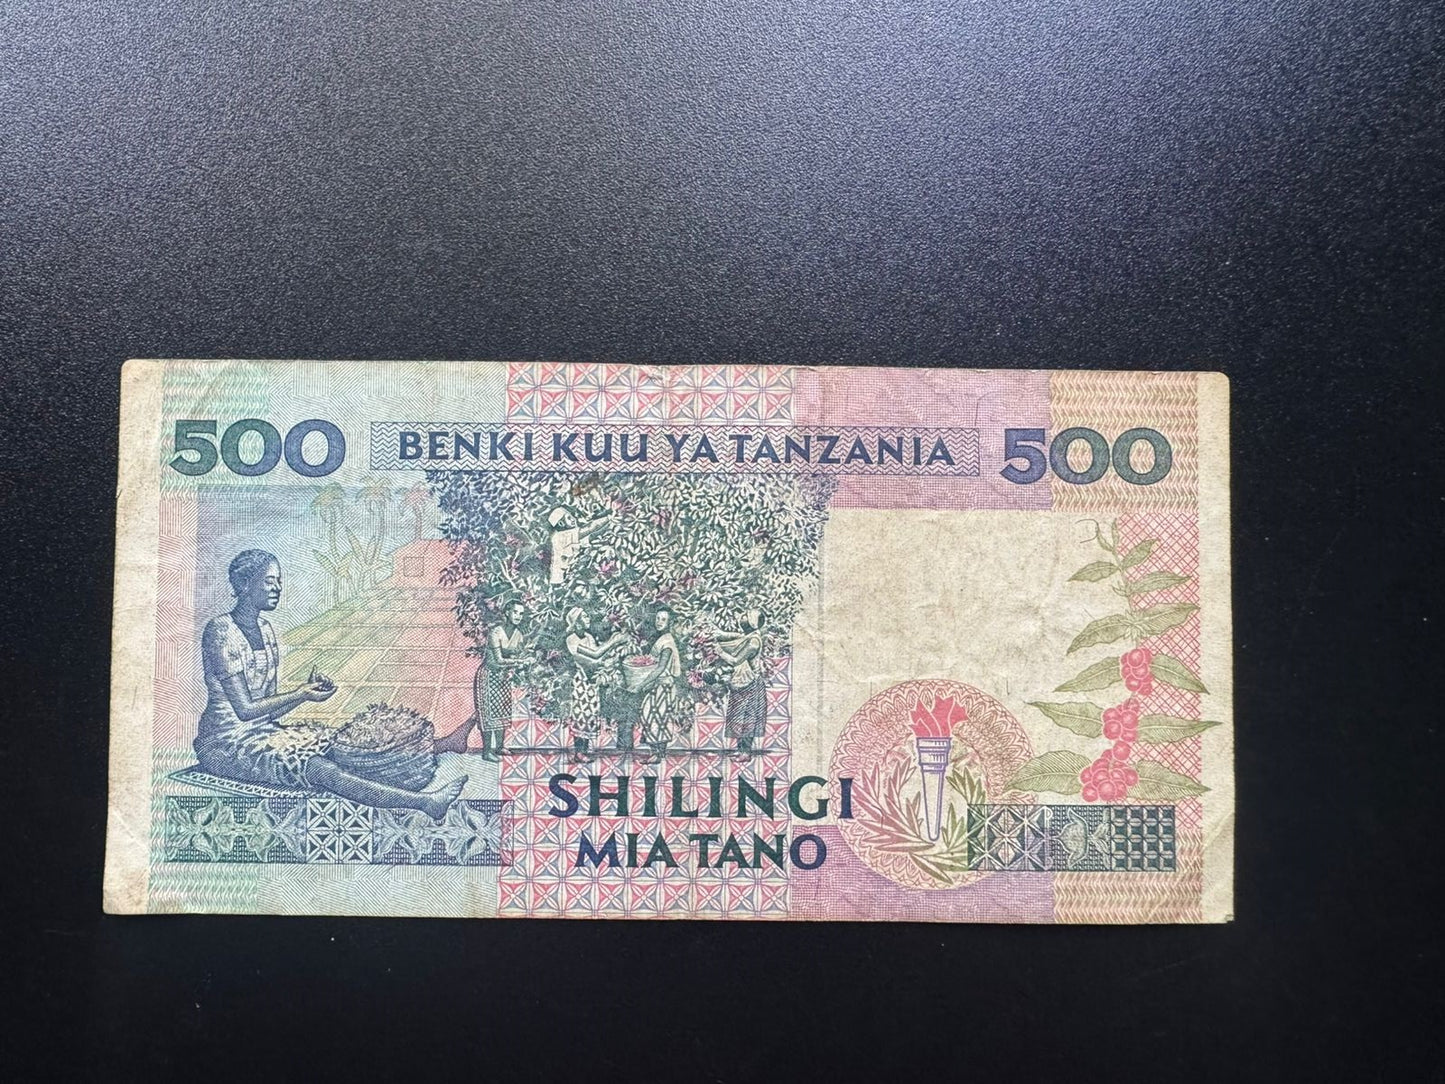 500 BENKI KUU YA TANZANIA 500
SHILINGI
MIA TANO